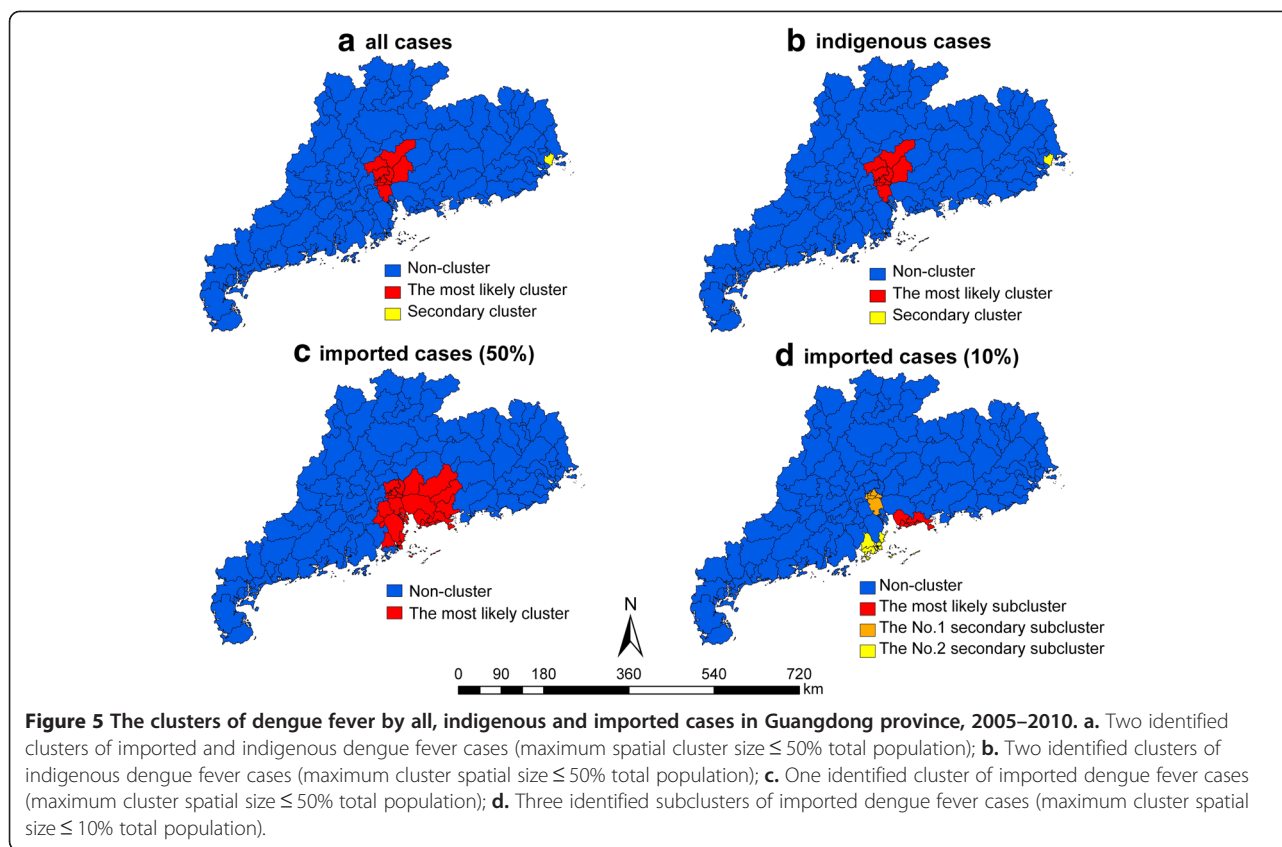 a all cases
b indigenous cases
Non-cluster
The most likely cluster
Secondary cluster
Non-cluster
The most likely cluster
Secondary cluster
c imported cases (50%)
d imported cases (10%)
Non-cluster
The most likely cluster
Non-cluster
The most likely subcluster
The No.1 secondary subcluster
The No.2 secondary subcluster
N
0 90 180 360 540 720
km
Figure 5 The clusters of dengue fever by all, indigenous and imported cases in Guangdong province, 2005–2010. a. Two identified
clusters of imported and indigenous dengue fever cases (maximum spatial cluster size ≤ 50% total population); b. Two identified clusters of
indigenous dengue fever cases (maximum cluster spatial size ≤ 50% total population); c. One identified cluster of imported dengue fever cases
(maximum cluster spatial size ≤ 50% total population); d. Three identified subclusters of imported dengue fever cases (maximum cluster spatial
size ≤ 10% total population).